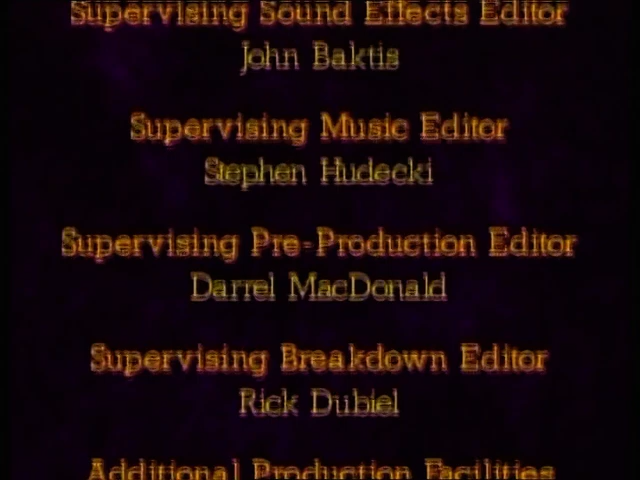 Supervising Sound Effects Editor
John Baktis
Supervising Music Editor
Stephen Hudecki
Supervising Pre-Production Editor
Darrel MacDonald
Supervising Breakdown Editor
Rick Dubiel
Additional Production Facilities